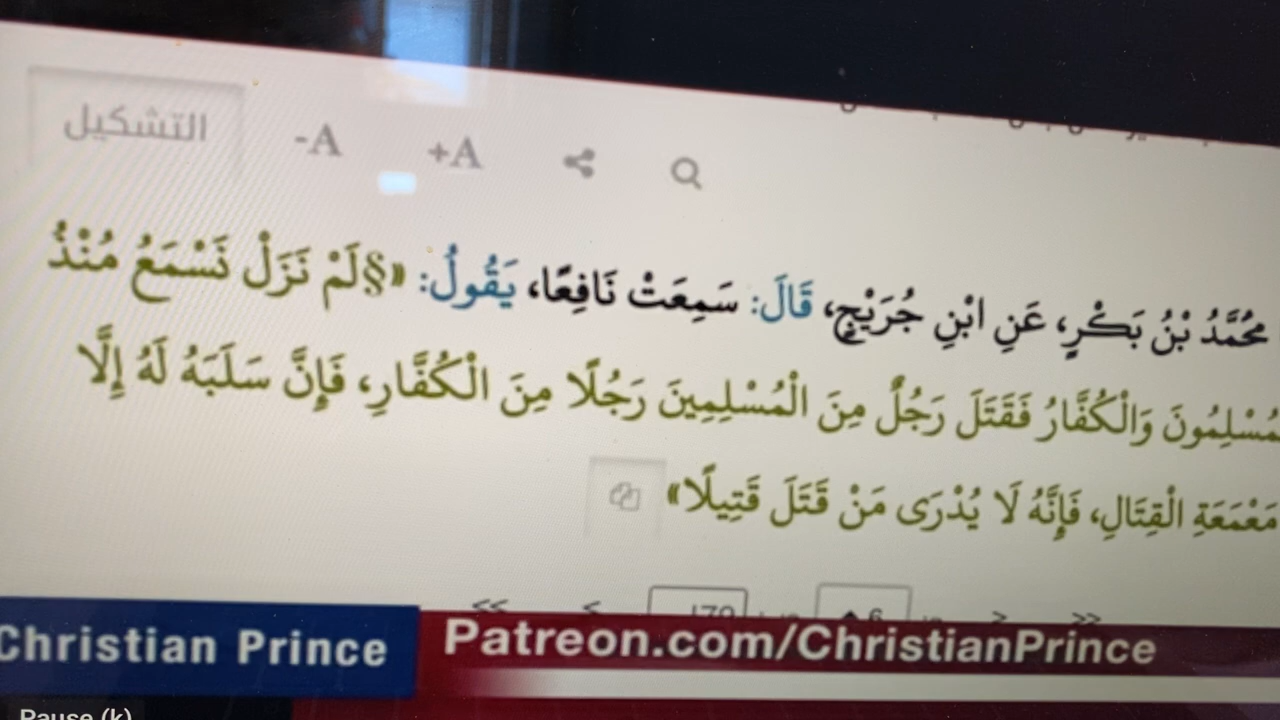 التشكيل
-A
+A
مُحَمَّدُ بْنُ بَكْرٍ، عَنِ ابْنِ جُرَيْجٍ، قَالَ: سَمِعَتْ نَافِعًا، يَقُولُ: «§لَمْ نَزَلْ نَسْمَعُ مُنْذُ
مُسْلِمُونَ وَالْكُفَّارُ فَقَتَلَ رَجُلٌ مِنَ الْمُسْلِمِينَ رَجُلًا مِنَ الْكُفَّارِ، فَإِنَّ سَلَبَهُ لَهُ إِلَّا
مَعْمَعَةِ الْقِتَالِ، فَإِنَّهُ لَا يُدْرَى مَنْ قَتَلَ قَتِيلًا»
<< < > >>
Christian Prince
Patreon.com/ChristianPrince
Pause (k)